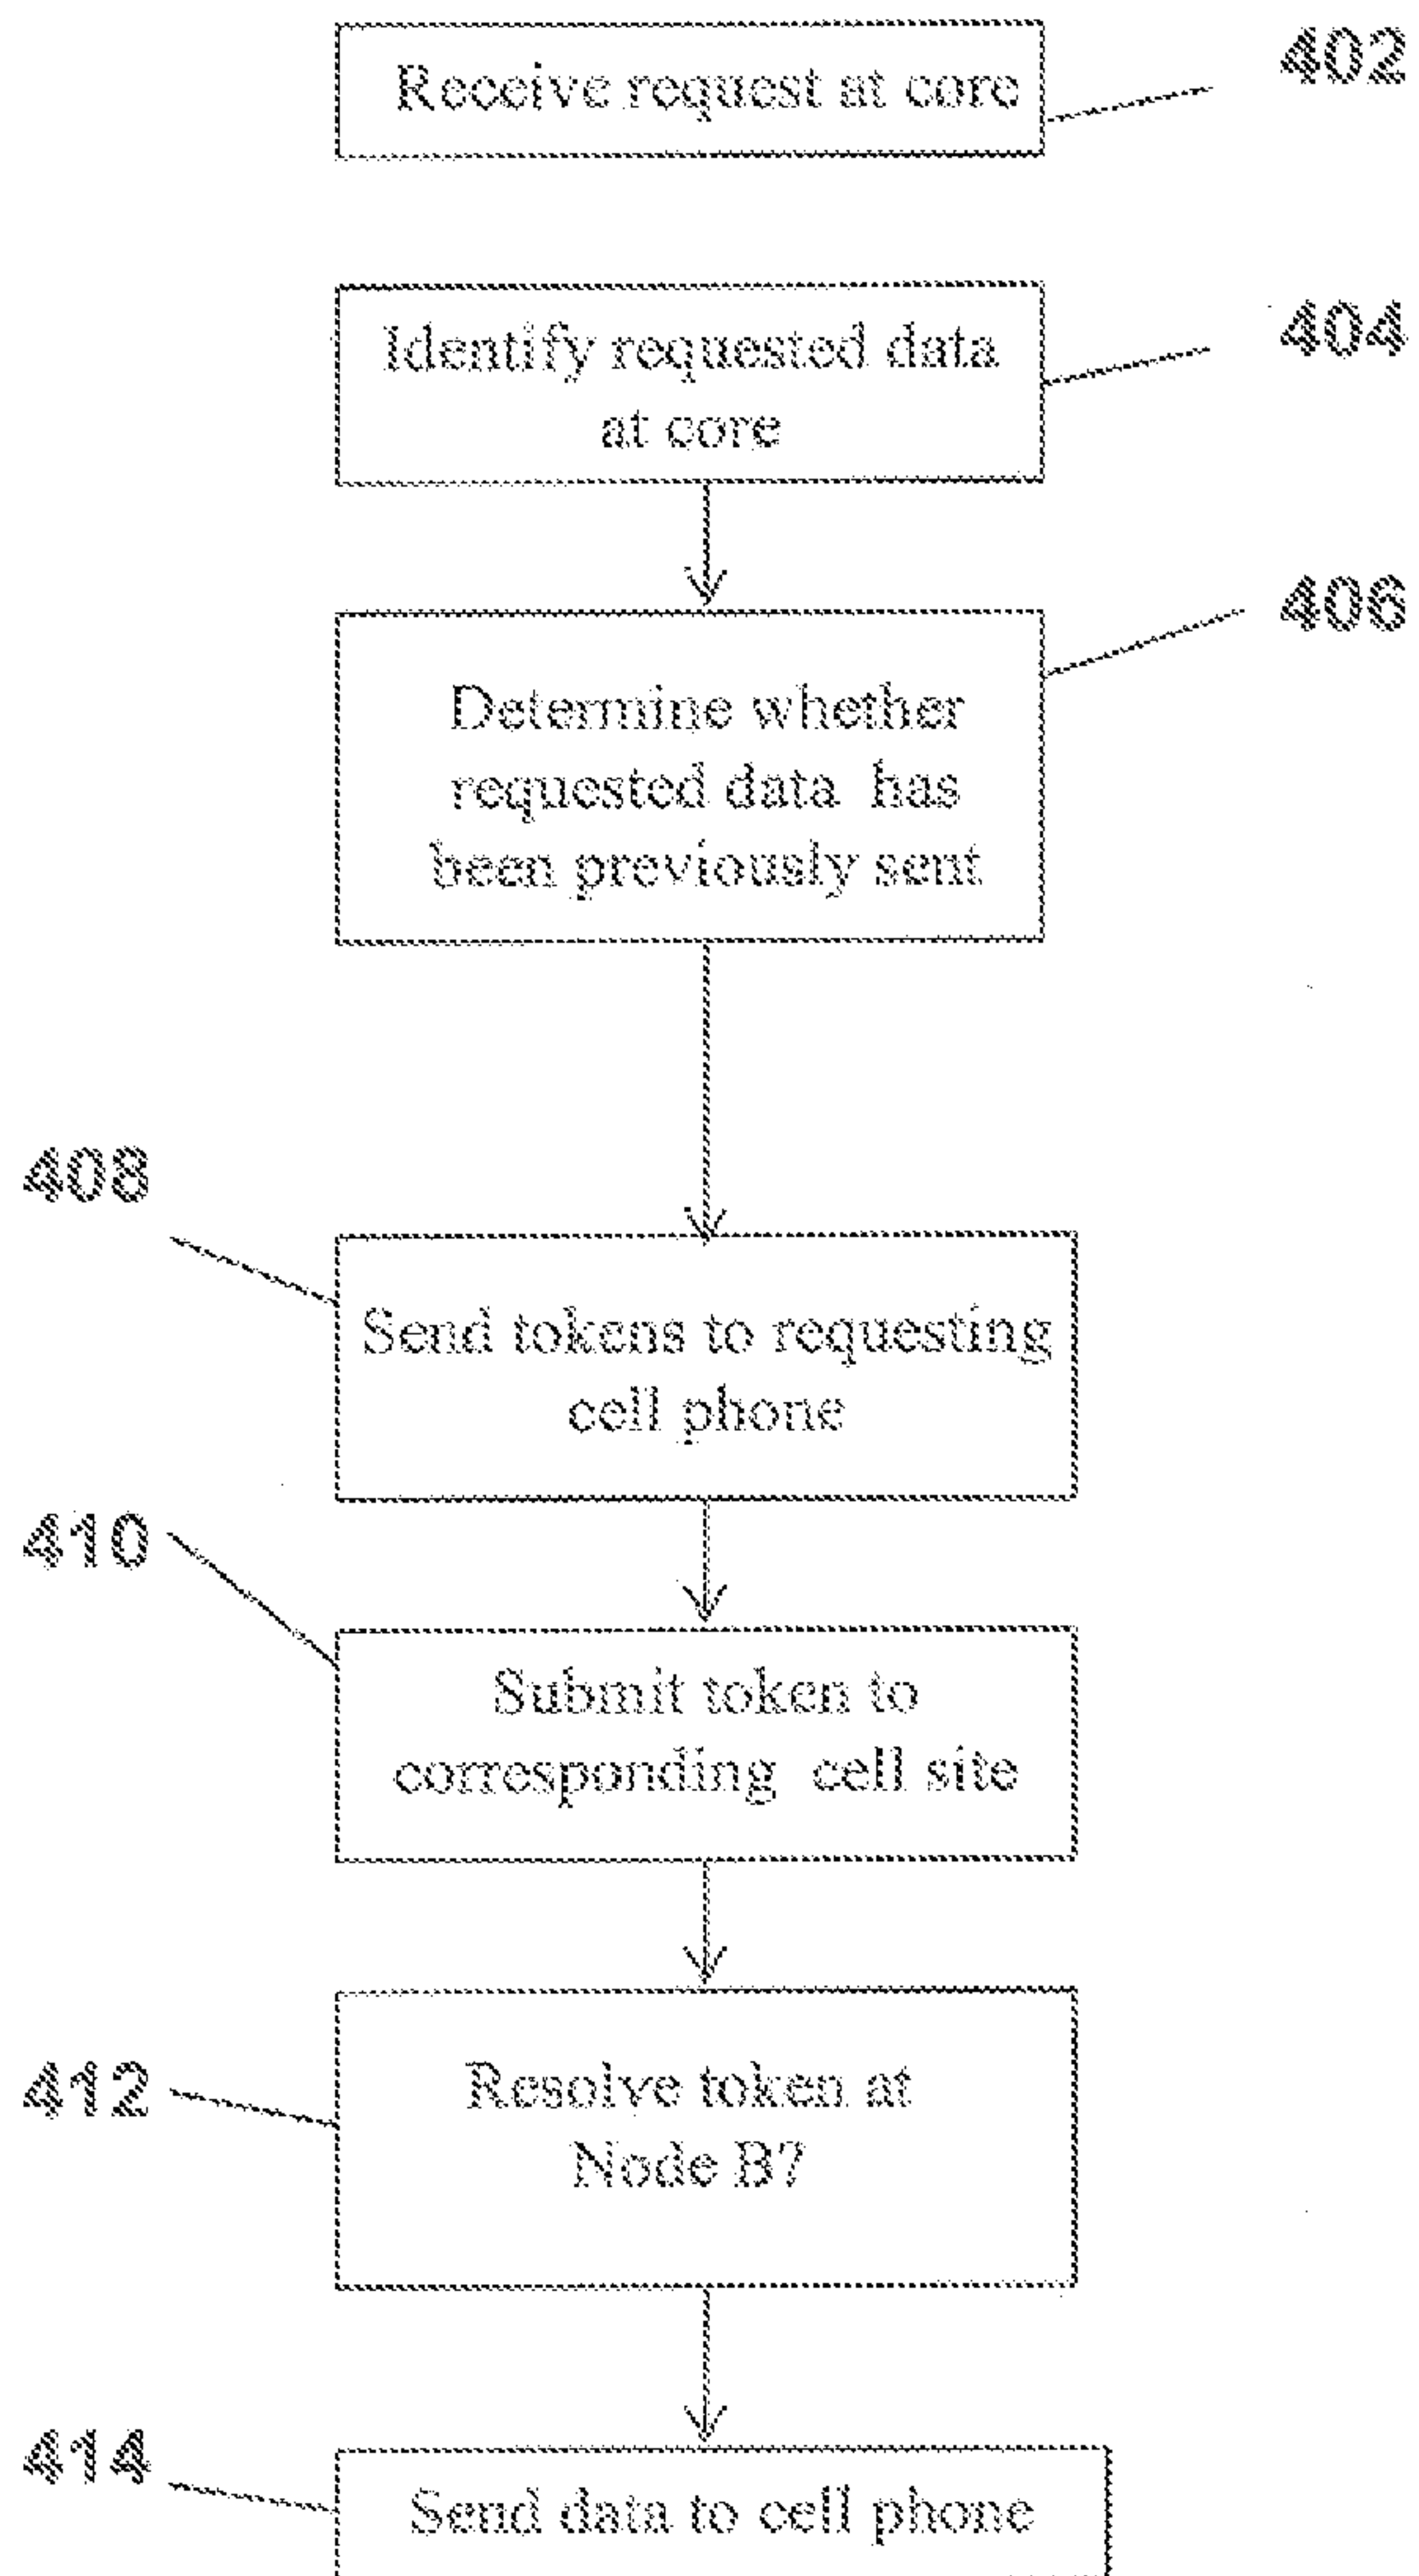 Receive request at core
402
Identify requested data
at core
404
Determine whether
requested data has
been previously sent
406
408
Send tokens to requesting
cell phone
410
Submit token to
corresponding cell site
412
Resolve token at
Node B7
414
Send data to cell phone